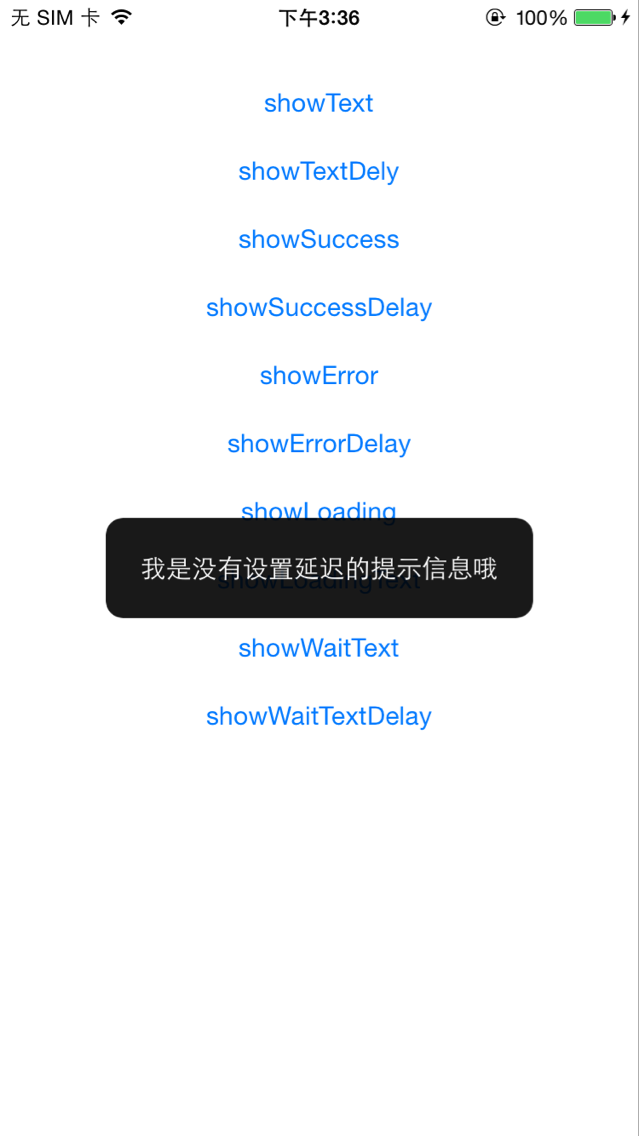 无 SIM 卡 下午3:36 100%
showText
showTextDely
showSuccess
showSuccessDelay
showError
showErrorDelay
showLoading
我是没有设置延迟的提示信息哦
showLoadingText
showWaitText
showWaitTextDelay